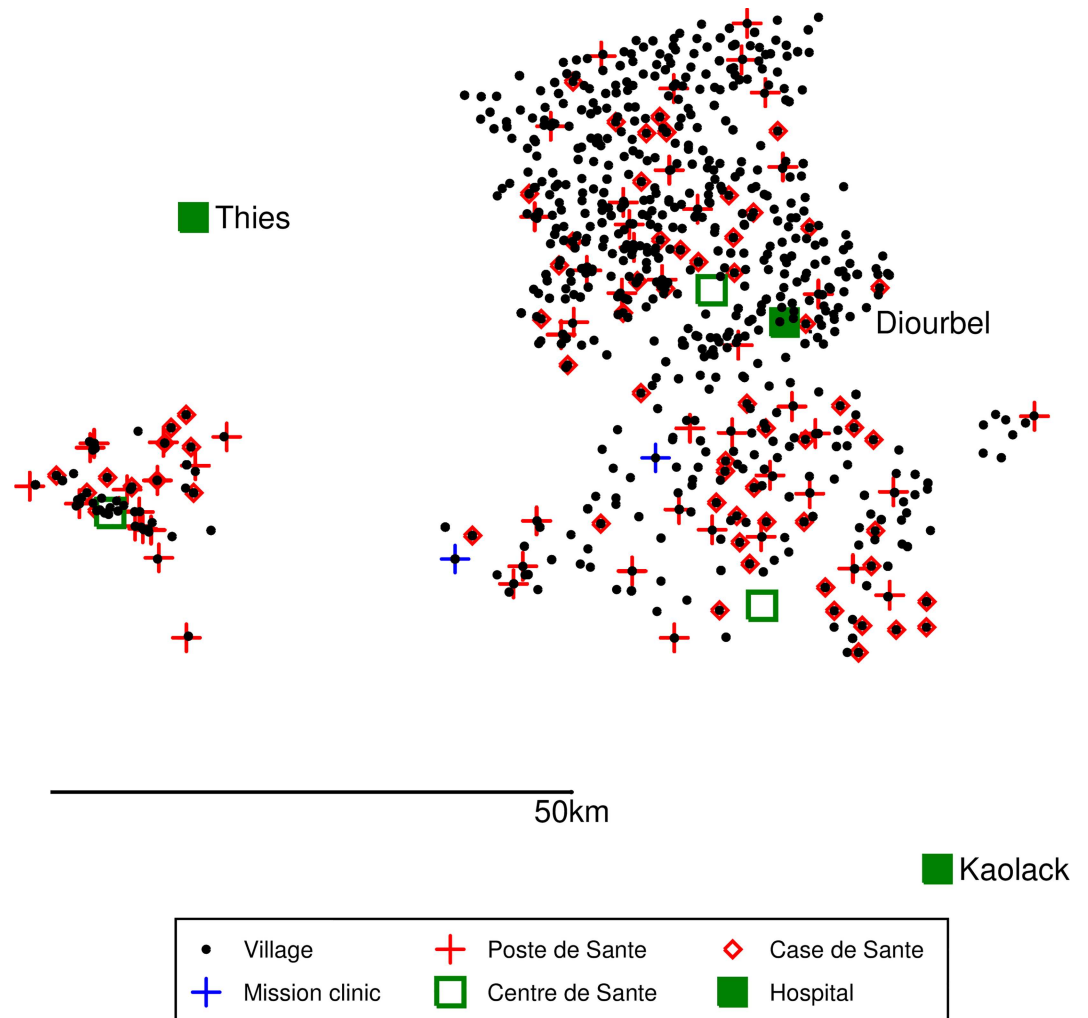 Thies
Diourbel
50km
Kaolack
Village
Poste de Sante
Case de Sante
Mission clinic
Centre de Sante
Hospital